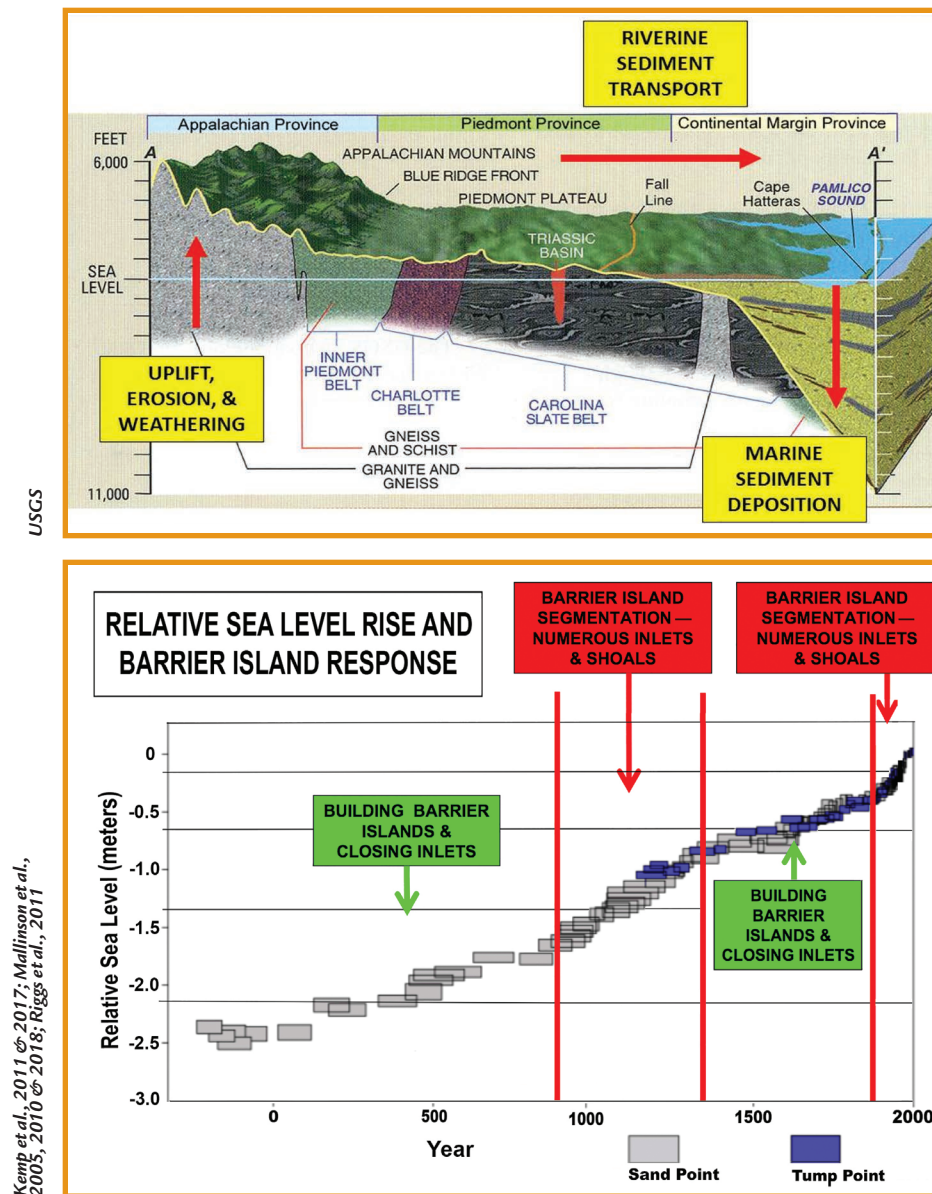 RIVERINE
SEDIMENT
TRANSPORT
Appalachian Province
Piedmont Province
Continental Margin Province
FEET
A
A'
6,000
APPALACHIAN MOUNTAINS
BLUE RIDGE FRONT
PIEDMONT PLATEAU
Fall
Line
Cape
Hatteras
PAMLICO
SOUND
TRIASSIC
BASIN
SEA
LEVEL
UPLIFT,
EROSION, &
WEATHERING
INNER
PIEDMONT
BELT
CHARLOTTE
BELT
CAROLINA
SLATE BELT
GNEISS
AND SCHIST
GRANITE AND
GNEISS
MARINE
SEDIMENT
DEPOSITION
11,000
USGS
RELATIVE SEA LEVEL RISE AND
BARRIER ISLAND RESPONSE
BARRIER ISLAND
SEGMENTATION —
NUMEROUS INLETS
& SHOALS
BARRIER ISLAND
SEGMENTATION —
NUMEROUS INLETS
& SHOALS
BUILDING BARRIER
ISLANDS &
CLOSING INLETS
BUILDING
BARRIER
ISLANDS &
CLOSING INLETS
Relative Sea Level (meters)
0
-0.5
-1.0
-1.5
-2.0
-2.5
-3.0
0
500
1000
1500
2000
Year
Sand Point
Tump Point
Kemp et al., 2011 & 2017; Mallinson et al.,
2005, 2010 & 2018; Riggs et al., 2011